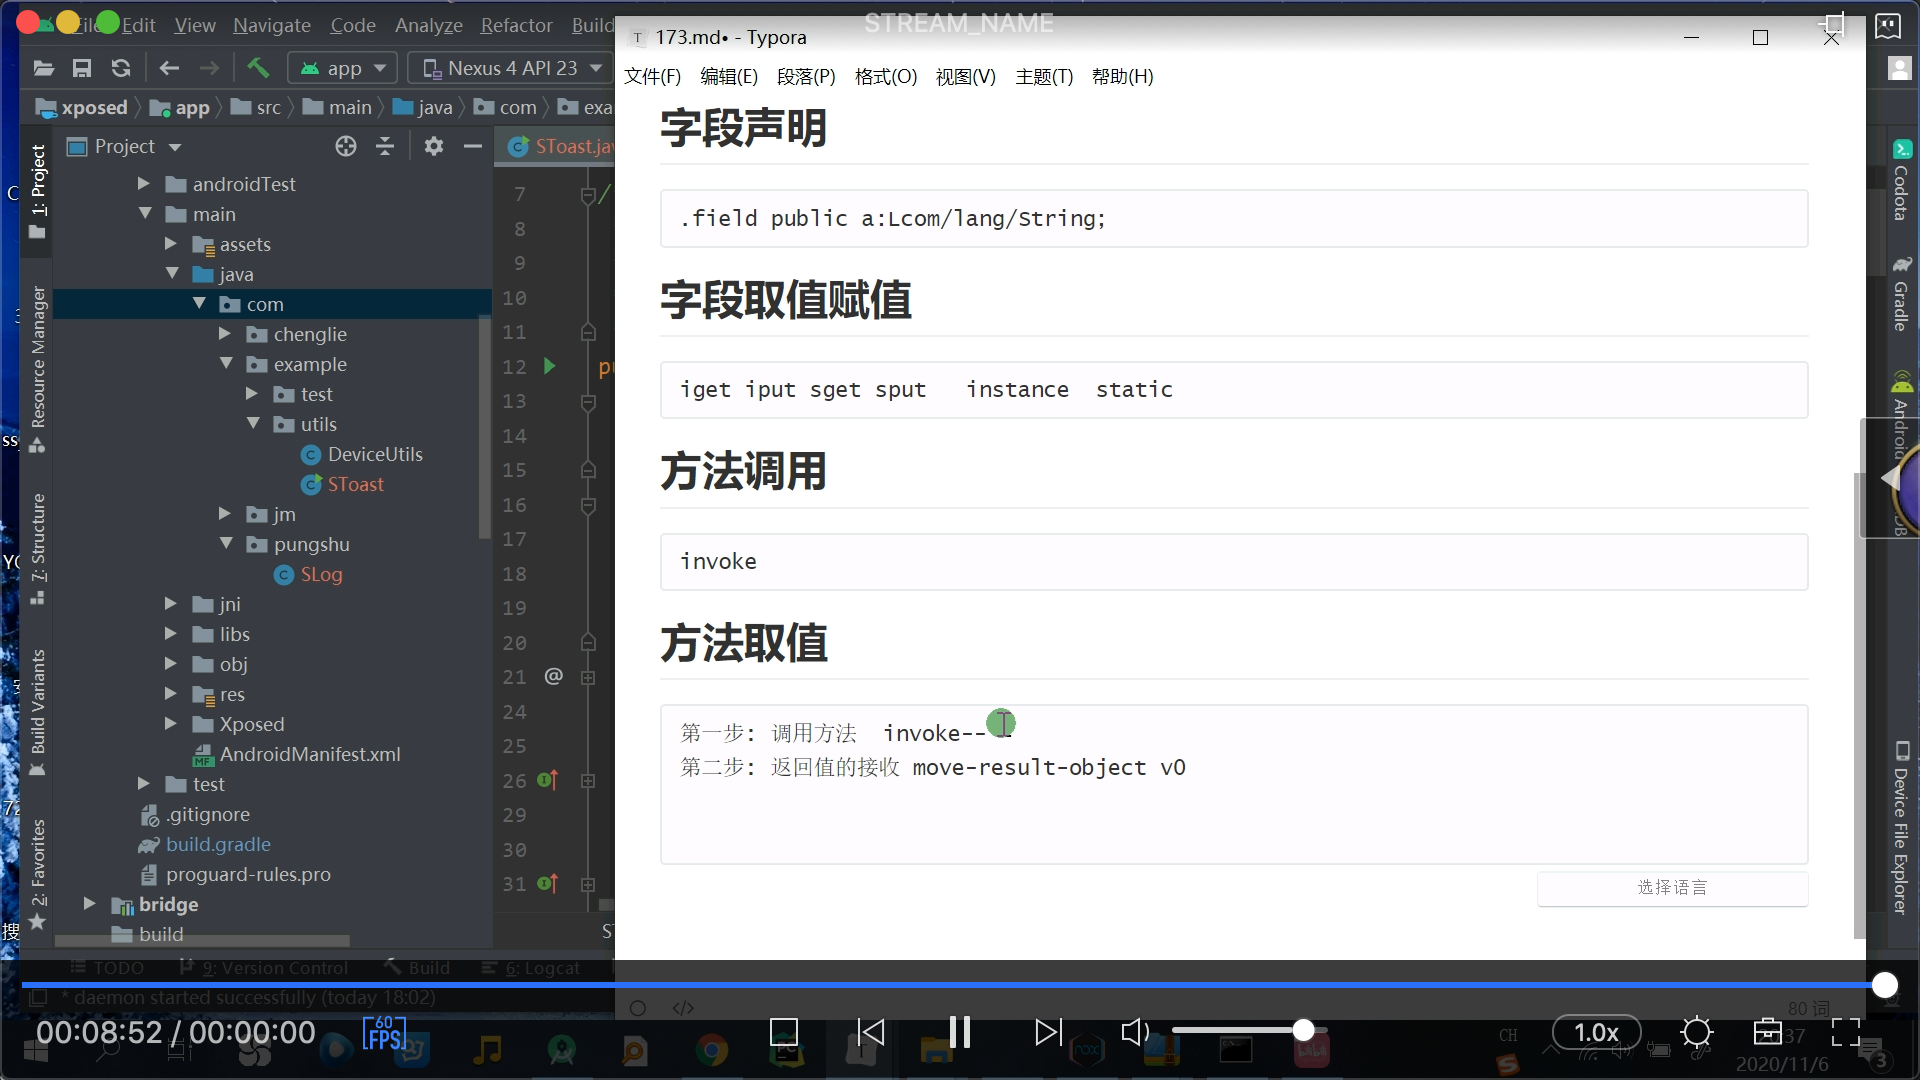 File Edit View Navigate Code Analyze Refactor Build
STREAM_NAME
173.md• - Typora
app
Nexus 4 API 23
文件(F) 编辑(E) 段落(P) 格式(O) 视图(V) 主题(T) 帮助(H)
xposed app src main java com exa
Project
SToast.jav
1: Project
Resource Manager
7: Structure
Build Variants
2: Favorites
androidTest
main
assets
java
com
chenglie
example
test
utils
DeviceUtils
SToast
jm
pungshu
SLog
jni
libs
obj
res
Xposed
AndroidManifest.xml
test
.gitignore
build.gradle
proguard-rules.pro
bridge
build
7
8
9
10
11
12
13
14
15
16
17
18
19
20
21
24
25
26
29
30
31
字段声明
.field public a:Lcom/lang/String;
字段取值赋值
iget iput sget sput instance static
方法调用
invoke
方法取值
第一步: 调用方法 invoke--
第二步: 返回值的接收 move-result-object v0
选择语言
Codota
Gradle
Device File Explorer
TODO 9: Version Control Build 6: Logcat
* daemon started successfully (today 18:02)
80 词
00:08:52 / 00:00:00
60 FPS
CH
1.0x
2020/11/6
3